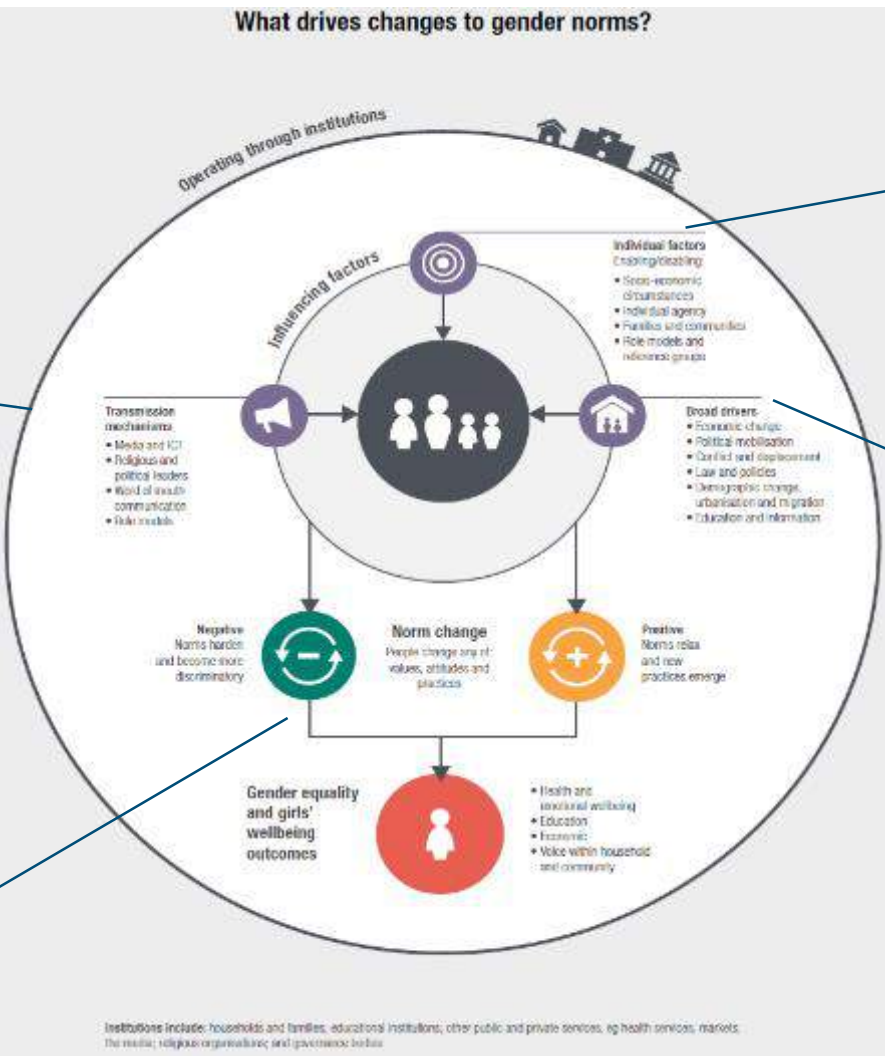 What drives changes to gender norms?
Operating through institutions
Influencing factors
Individual factors
Enabling/disabling:
• Socio-economic
circumstances
• Individual agency
• Families and communities
• Role models and
reference groups
Transmission
mechanisms
• Media and ICT
• Religious and
political leaders
• Word of mouth
communication
• Role models
Broad drivers
• Economic change
• Political mobilisation
• Conflict and displacement
• Law and policies
• Demographic change,
urbanisation and migration
• Education and information
Negative
Norms harden
and become more
discriminatory
Norm change
People change any of:
values, attitudes and
practices
Positive
Norms relax
and new
practices emerge
Gender equality
and girls'
wellbeing
outcomes
• Health and
emotional wellbeing
• Education
• Economic
• Voice within household
and community
Institutions include: households and families, educational institutions; other public and private services, eg health services, markets;
the media; religious organisations; and governance bodies